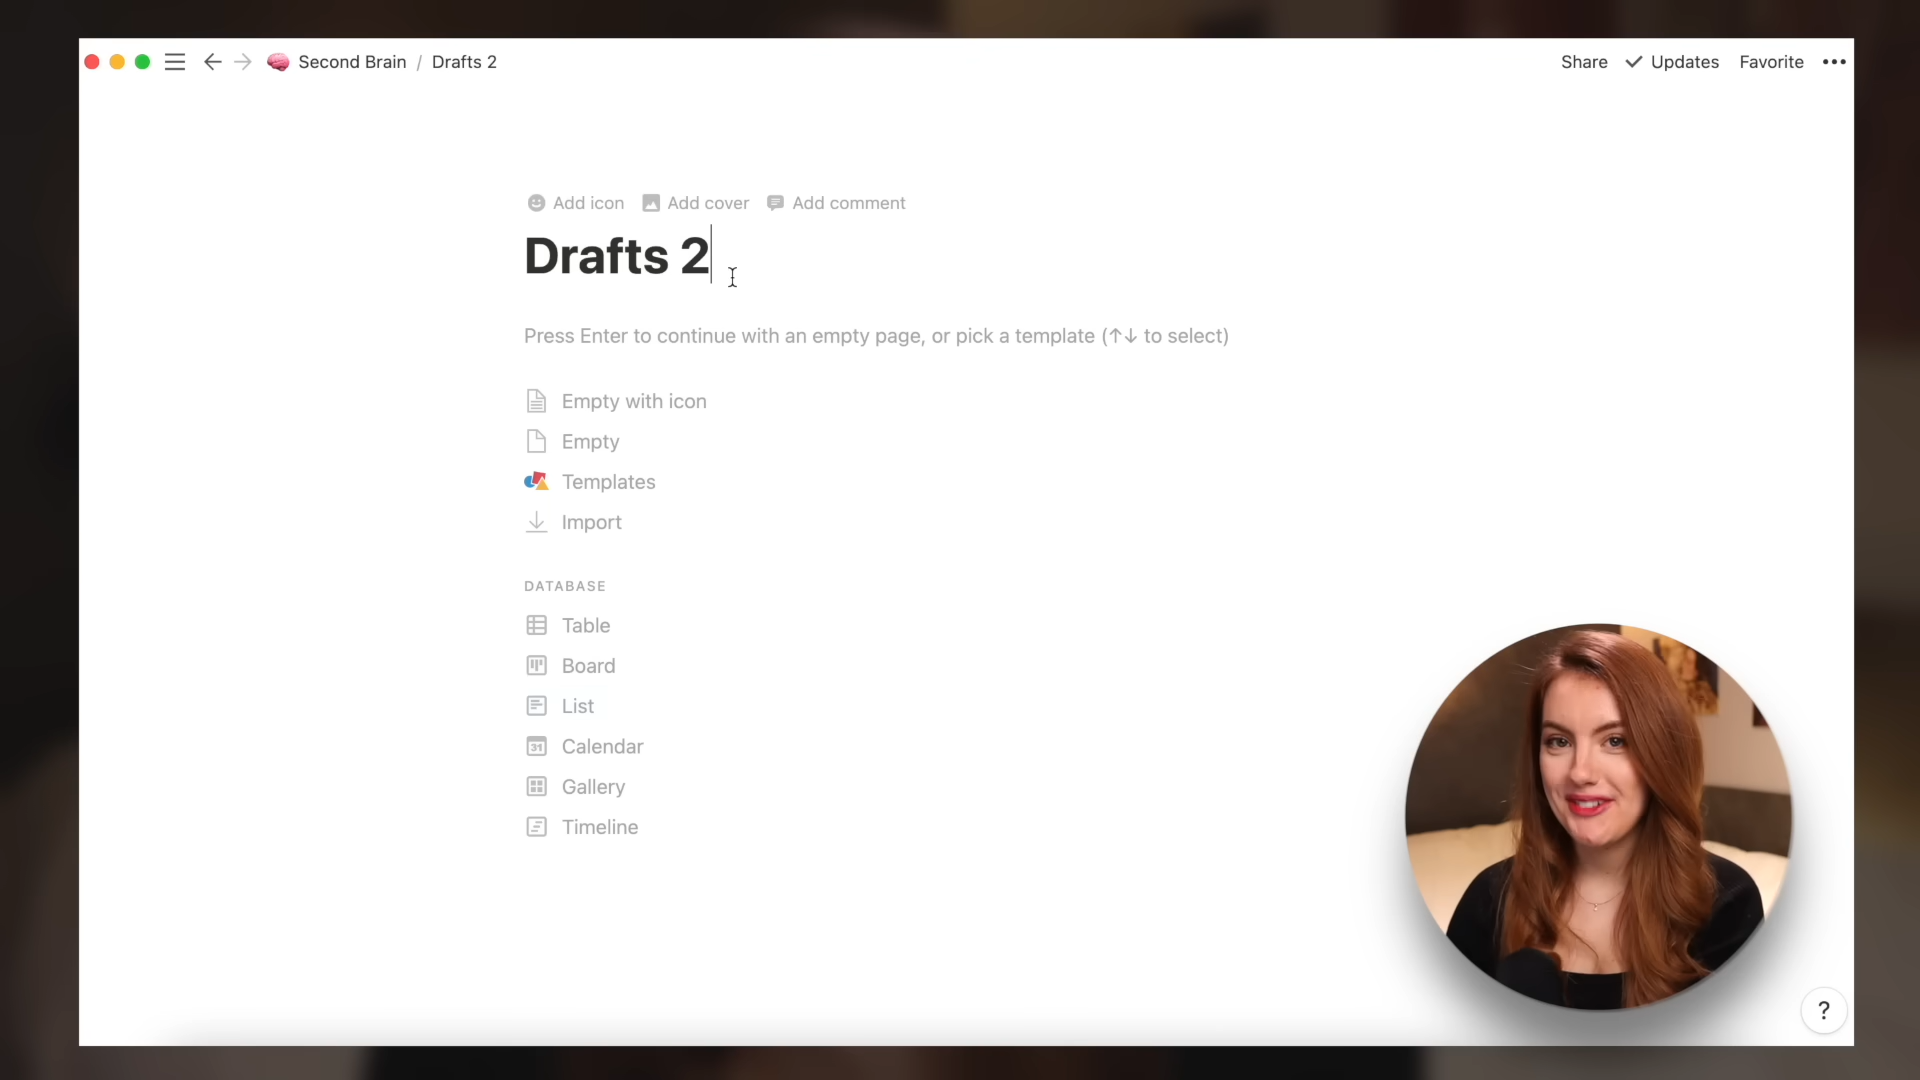 Second Brain / Drafts 2
Share Updates Favorite •••
Add icon Add cover Add comment
Drafts 2
Press Enter to continue with an empty page, or pick a template (↑↓ to select)
Empty with icon
Empty
Templates
Import
DATABASE
Table
Board
List
31 Calendar
Gallery
Timeline
?